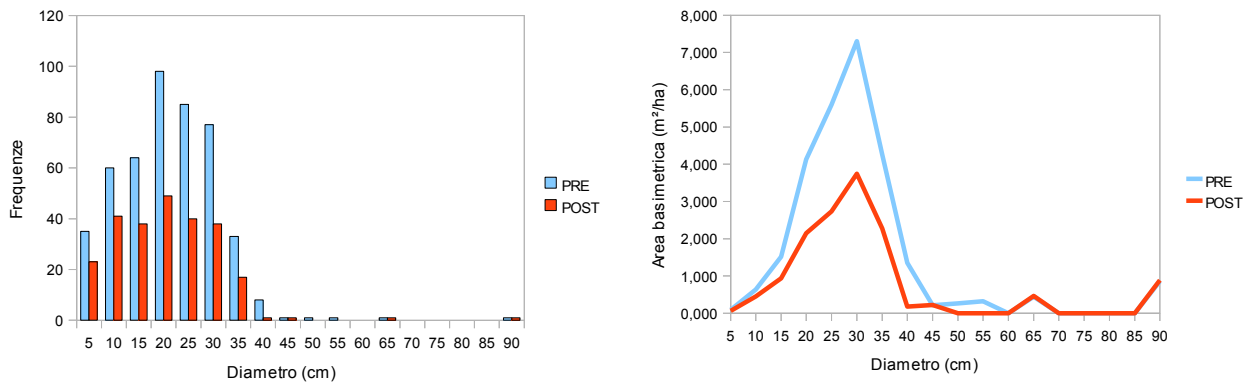 120
100
80
60
40
20
0
Frequenze
5 10 15 20 25 30 35 40 45 50 55 60 65 70 75 80 85 90
Diametro (cm)
PRE
POST
8,000
7,000
6,000
5,000
4,000
3,000
2,000
1,000
0,000
Area basimetrica (m²/ha)
5 10 15 20 25 30 35 40 45 50 55 60 65 70 75 80 85 90
Diametro (cm)
PRE
POST